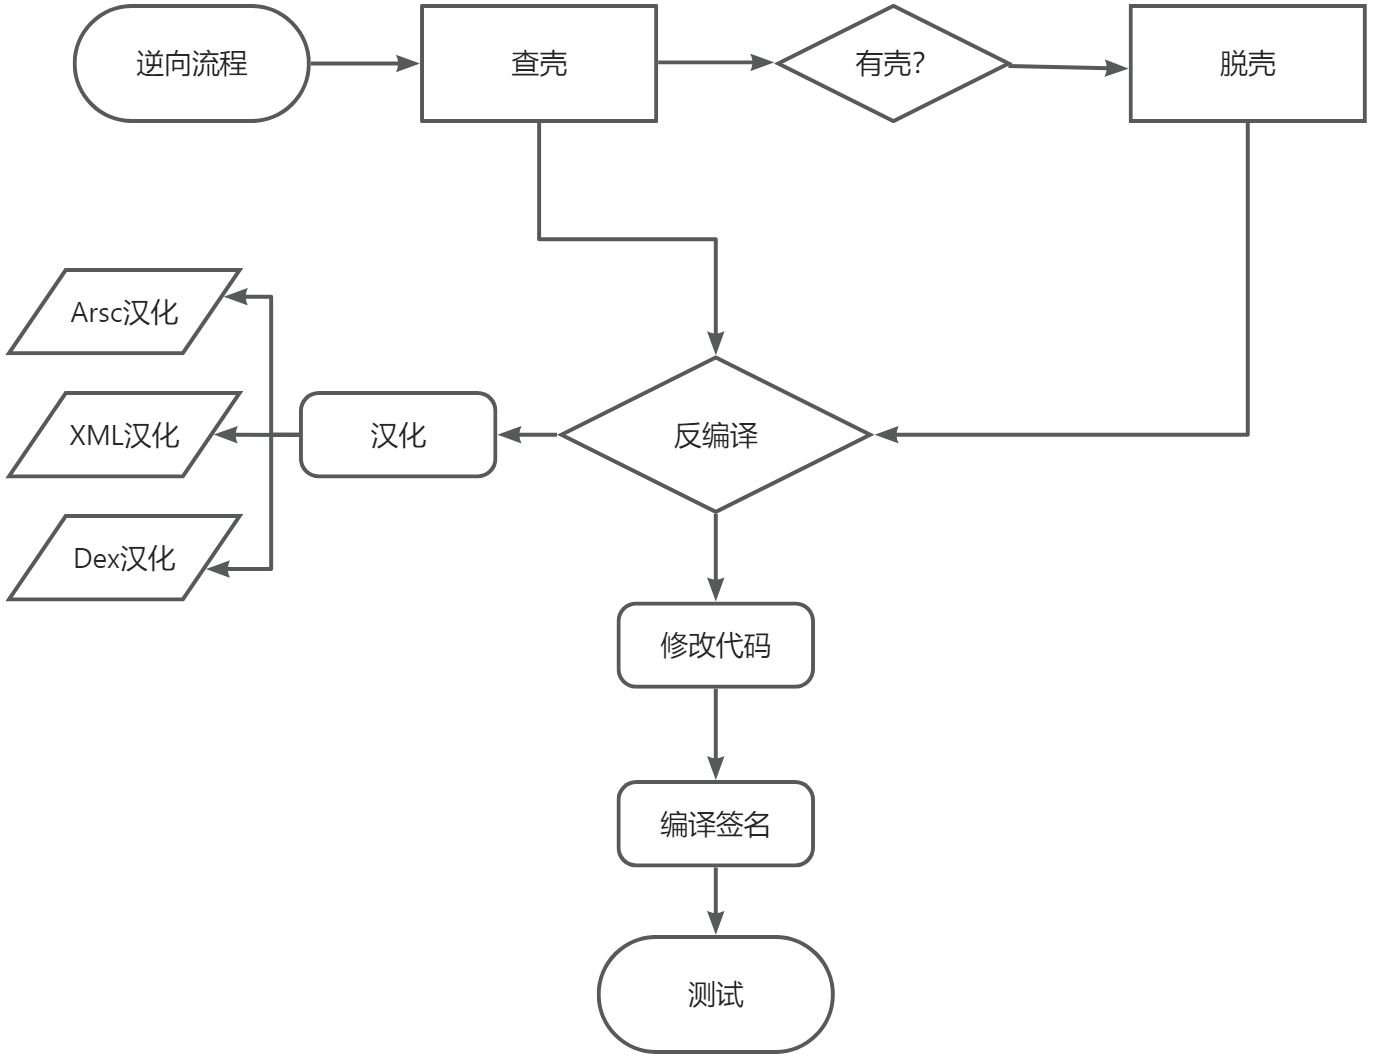 逆向流程
查壳
有壳?
脱壳
Arsc汉化
XML汉化
汉化
反编译
Dex汉化
修改代码
编译签名
测试